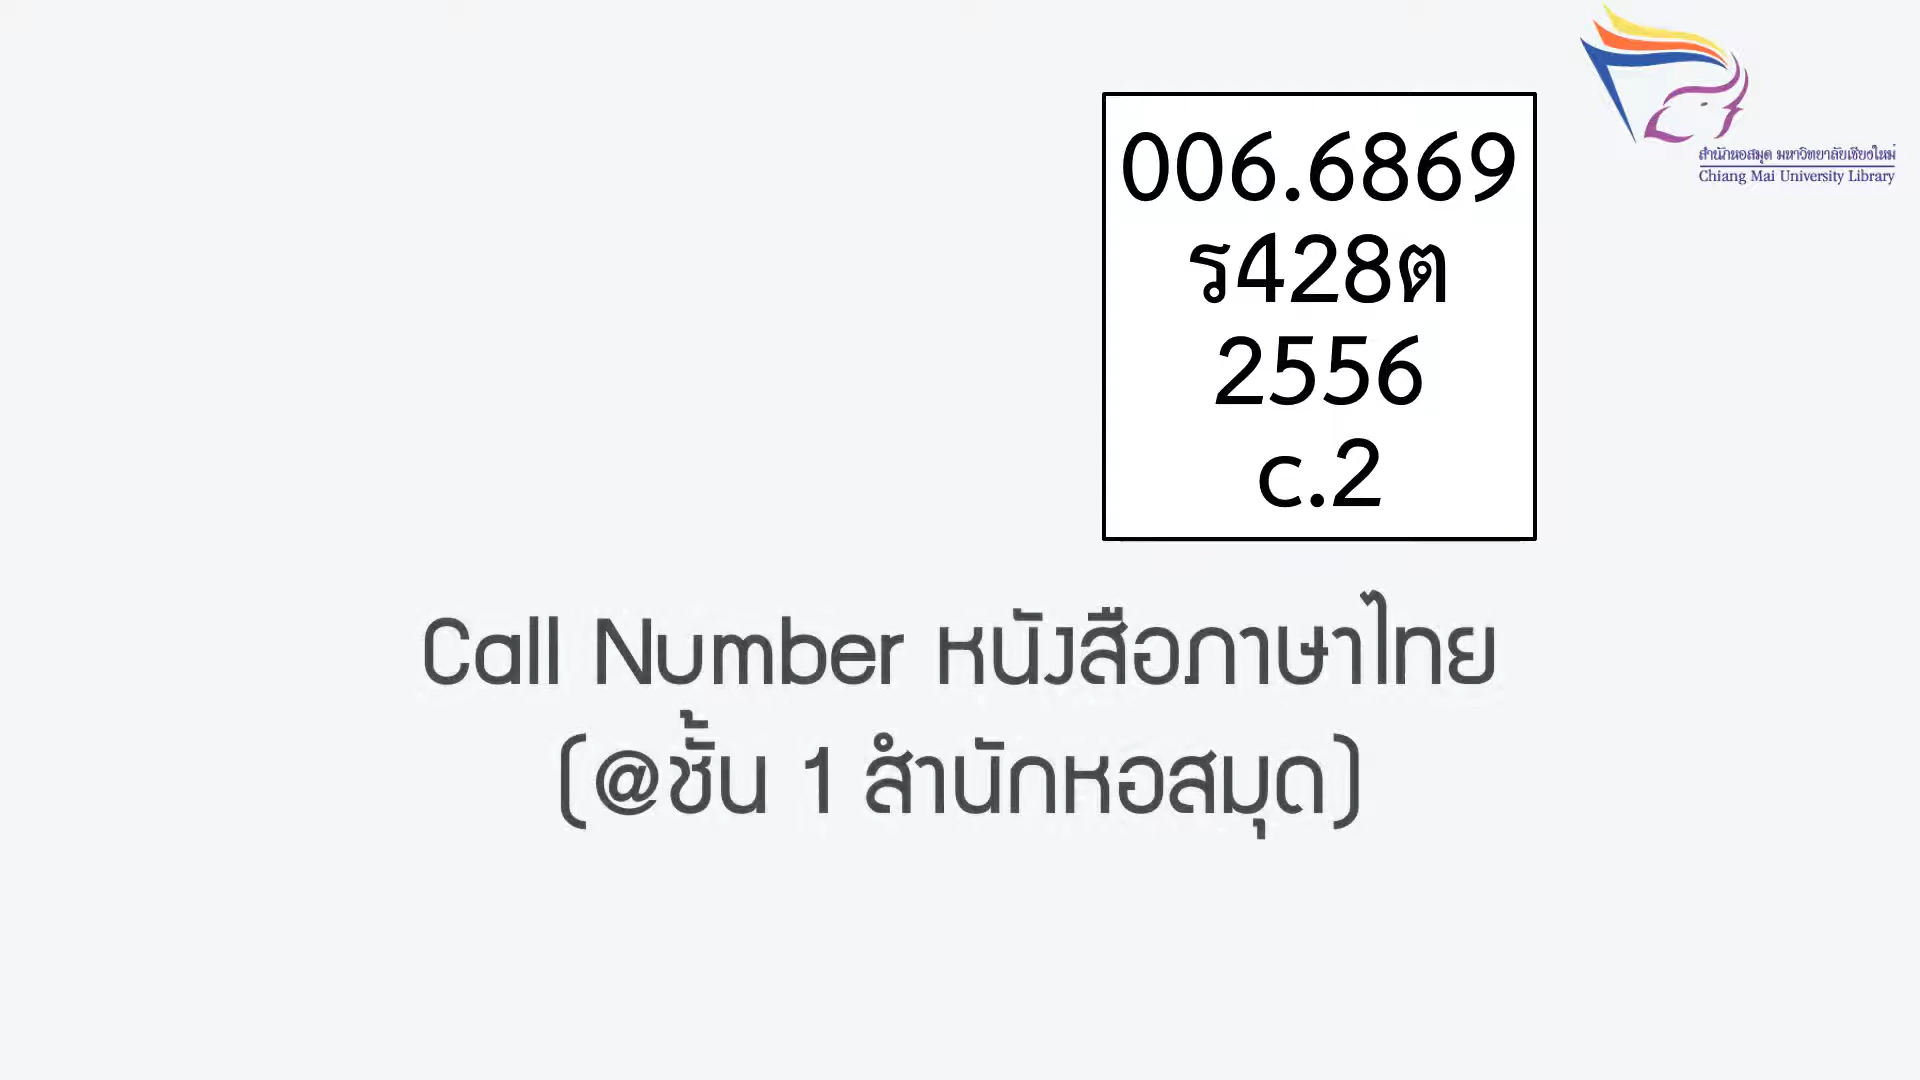 สำนักหอสมุด มหาวิทยาลัยเชียงใหม่
Chiang Mai University Library
006.6869
ร428ต
2556
c.2
Call Number หนังสือภาษาไทย
(@ชั้น 1 สำนักหอสมุด)